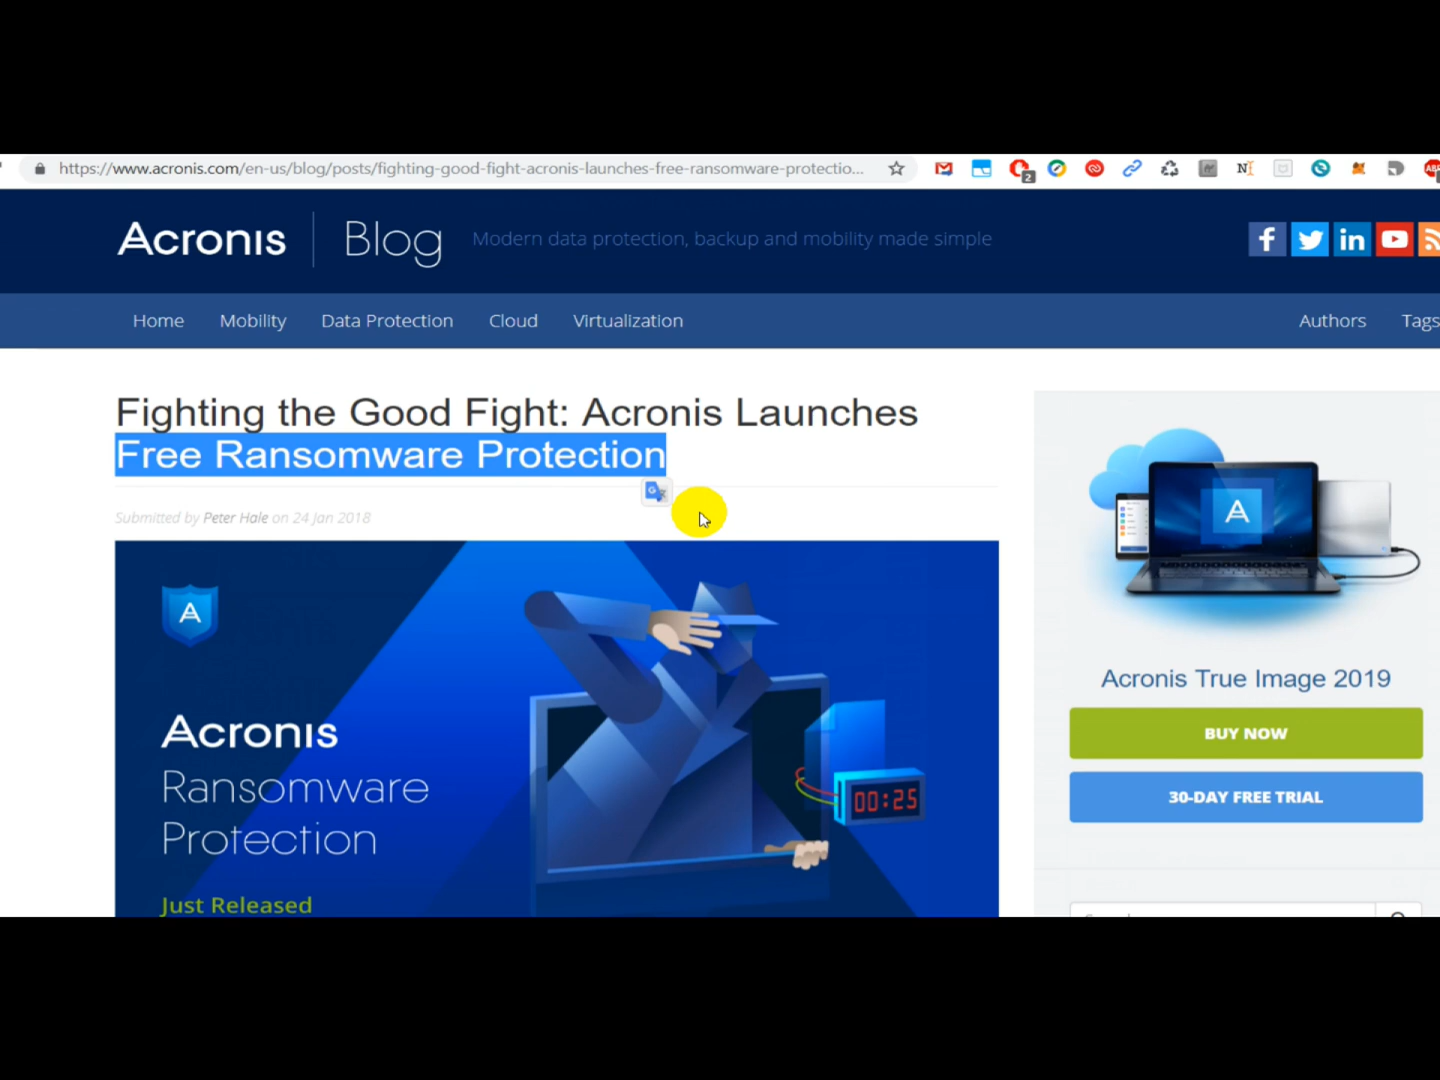 https://www.acronis.com/en-us/blog/posts/fighting-good-fight-acronis-launches-free-ransomware-protectio...
2
Acronis Blog Modern data protection, backup and mobility made simple
Home Mobility Data Protection Cloud Virtualization Authors Tags
Fighting the Good Fight: Acronis Launches
Free Ransomware Protection
Submitted by Peter Hale on 24 Jan 2018
Acronis
Ransomware
Protection
Just Released
00:25
Acronis True Image 2019
BUY NOW
30-DAY FREE TRIAL